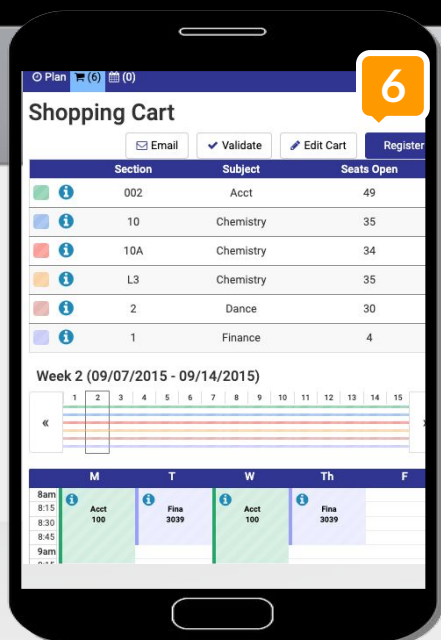 Plan (6) (0)
6
Shopping Cart
Email Validate Edit Cart Register
Section Subject Seats Open
002 Acct 49
10 Chemistry 35
10A Chemistry 34
L3 Chemistry 35
2 Dance 30
1 Finance 4
Week 2 (09/07/2015 - 09/14/2015)
1 2 3 4 5 6 7 8 9 10 11 12 13 14 15
«
M T W Th F
8am
8:15 Acct Fina Acct Fina
8:30 100 3039 100 3039
8:45
9am